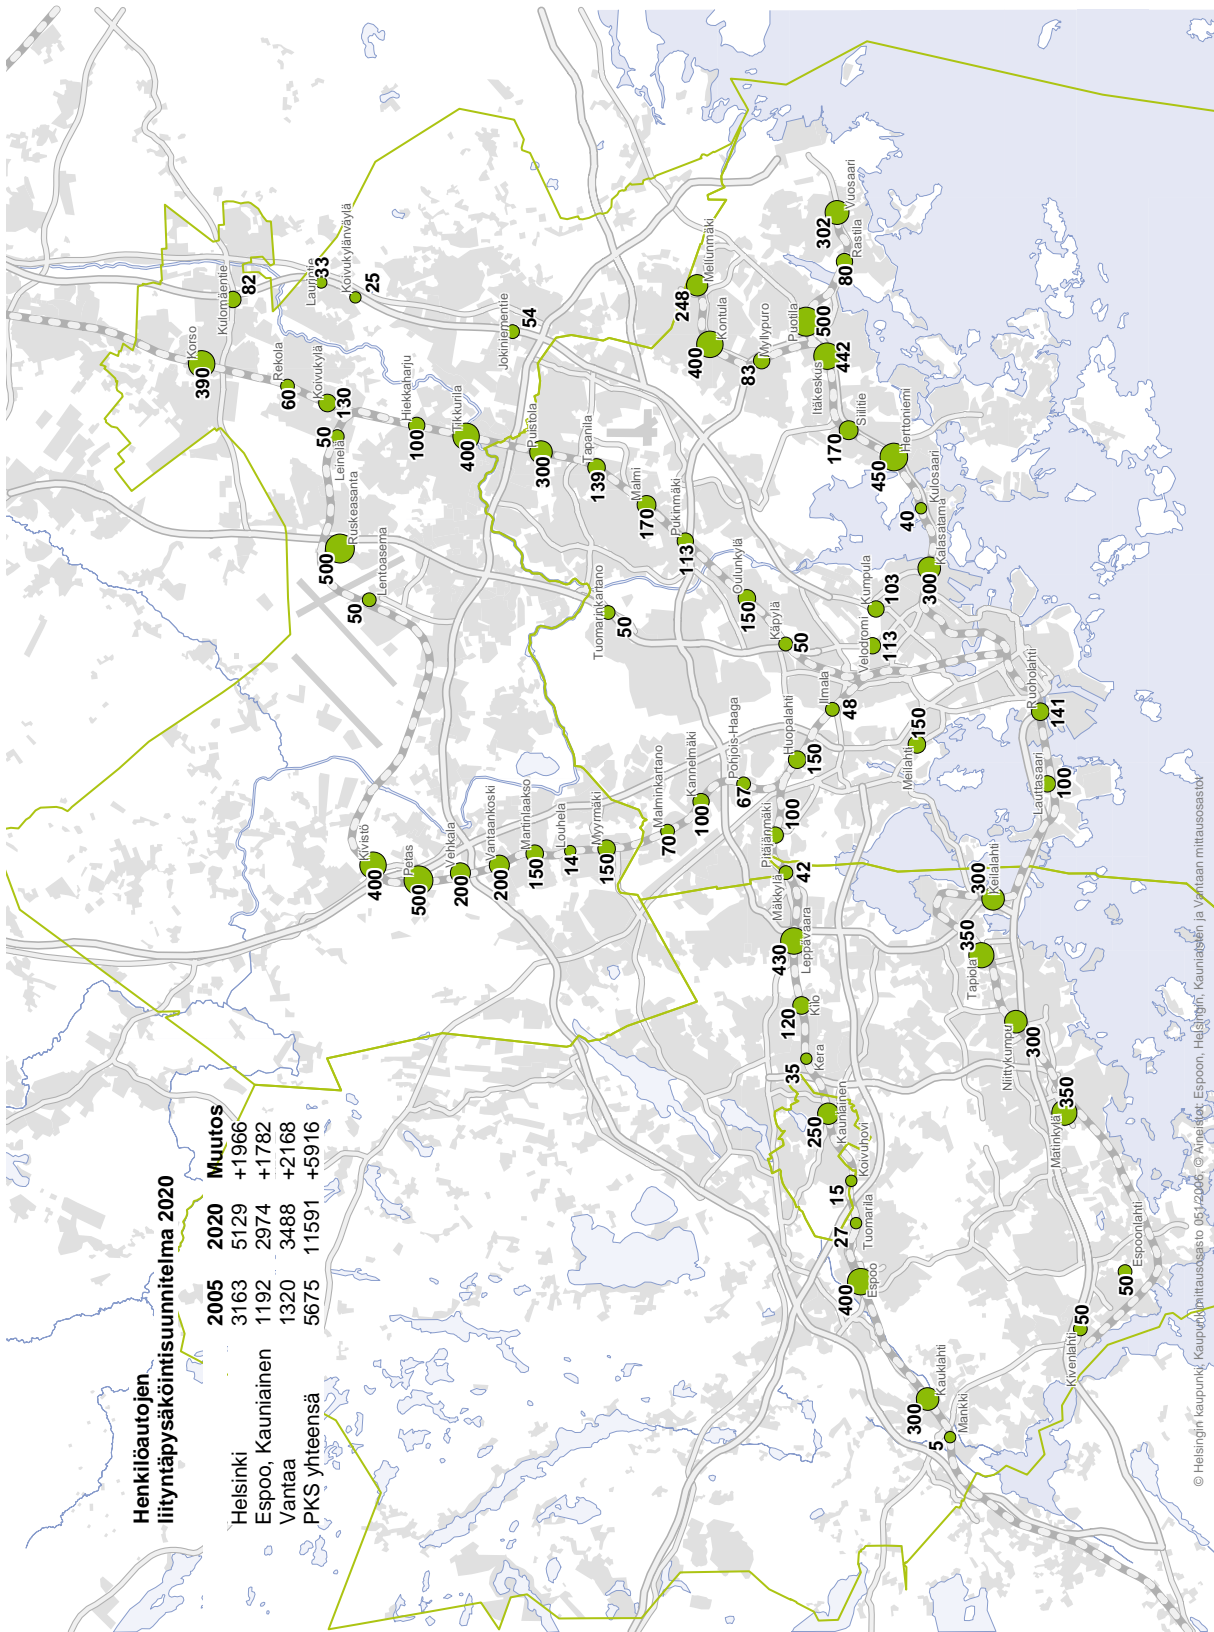 Henkilöautojen
liityntäpysäköintisuunnitelma 2020
2005 2020 Muutos
Helsinki 3163 5129 +1966
Espoo, Kauniainen 1192 2974 +1782
Vantaa 1320 3488 +2168
PKS yhteensä 5675 11591 +5916
Korso
390
Kulomäentie
82
Laurintie
33
Koivukylänväylä
25
Rekola
60
Koivukylä
130
Leinelä
50
Hiekkaharju
100
Tikkurila
400
Jokiniementie
54
Ruskeasanta
500
Lentoasema
50
Puistola
300
Tapanila
139
Malmi
170
Pukinmäki
113
Oulunkylä
150
Käpylä
50
Tuomarinkartano
50
Kivistö
400
Petas
500
Vehkala
200
Vantaankoski
200
Martinlaakso
150
Louhela
14
Myyrmäki
150
Malminkartano
70
Kannelmäki
100
Pohjois-Haaga
67
Huopalahti
150
Ilmala
48
Pitäjänmäki
100
Mäkkylä
42
Leppävaara
430
Kilo
120
Kera
35
Kauniainen
250
Koivuhovi
15
Tuomarila
27
Espoo
400
Kauklahti
300
Mankki
5
Mellunmäki
248
Kontula
400
Myllypuro
83
Puotila
500
Itäkeskus
442
Rastila
80
Vuosaari
302
Siilitie
170
Herttoniemi
450
Kulosaari
40
Kalasatama
300
Kumpula
103
Velodromi
113
Meilahti
150
Ruoholahti
141
Lauttasaari
100
Keilalahti
300
Tapiola
350
Niittykumpu
300
Matinkylä
350
Espoonlahti
50
Kivenlahti
50
© Helsingin kaupunki, Kaupunkimittausosasto 051/2006, © Aineistot: Espoon, Helsingin, Kauniaisten ja Vantaan mittausosastot